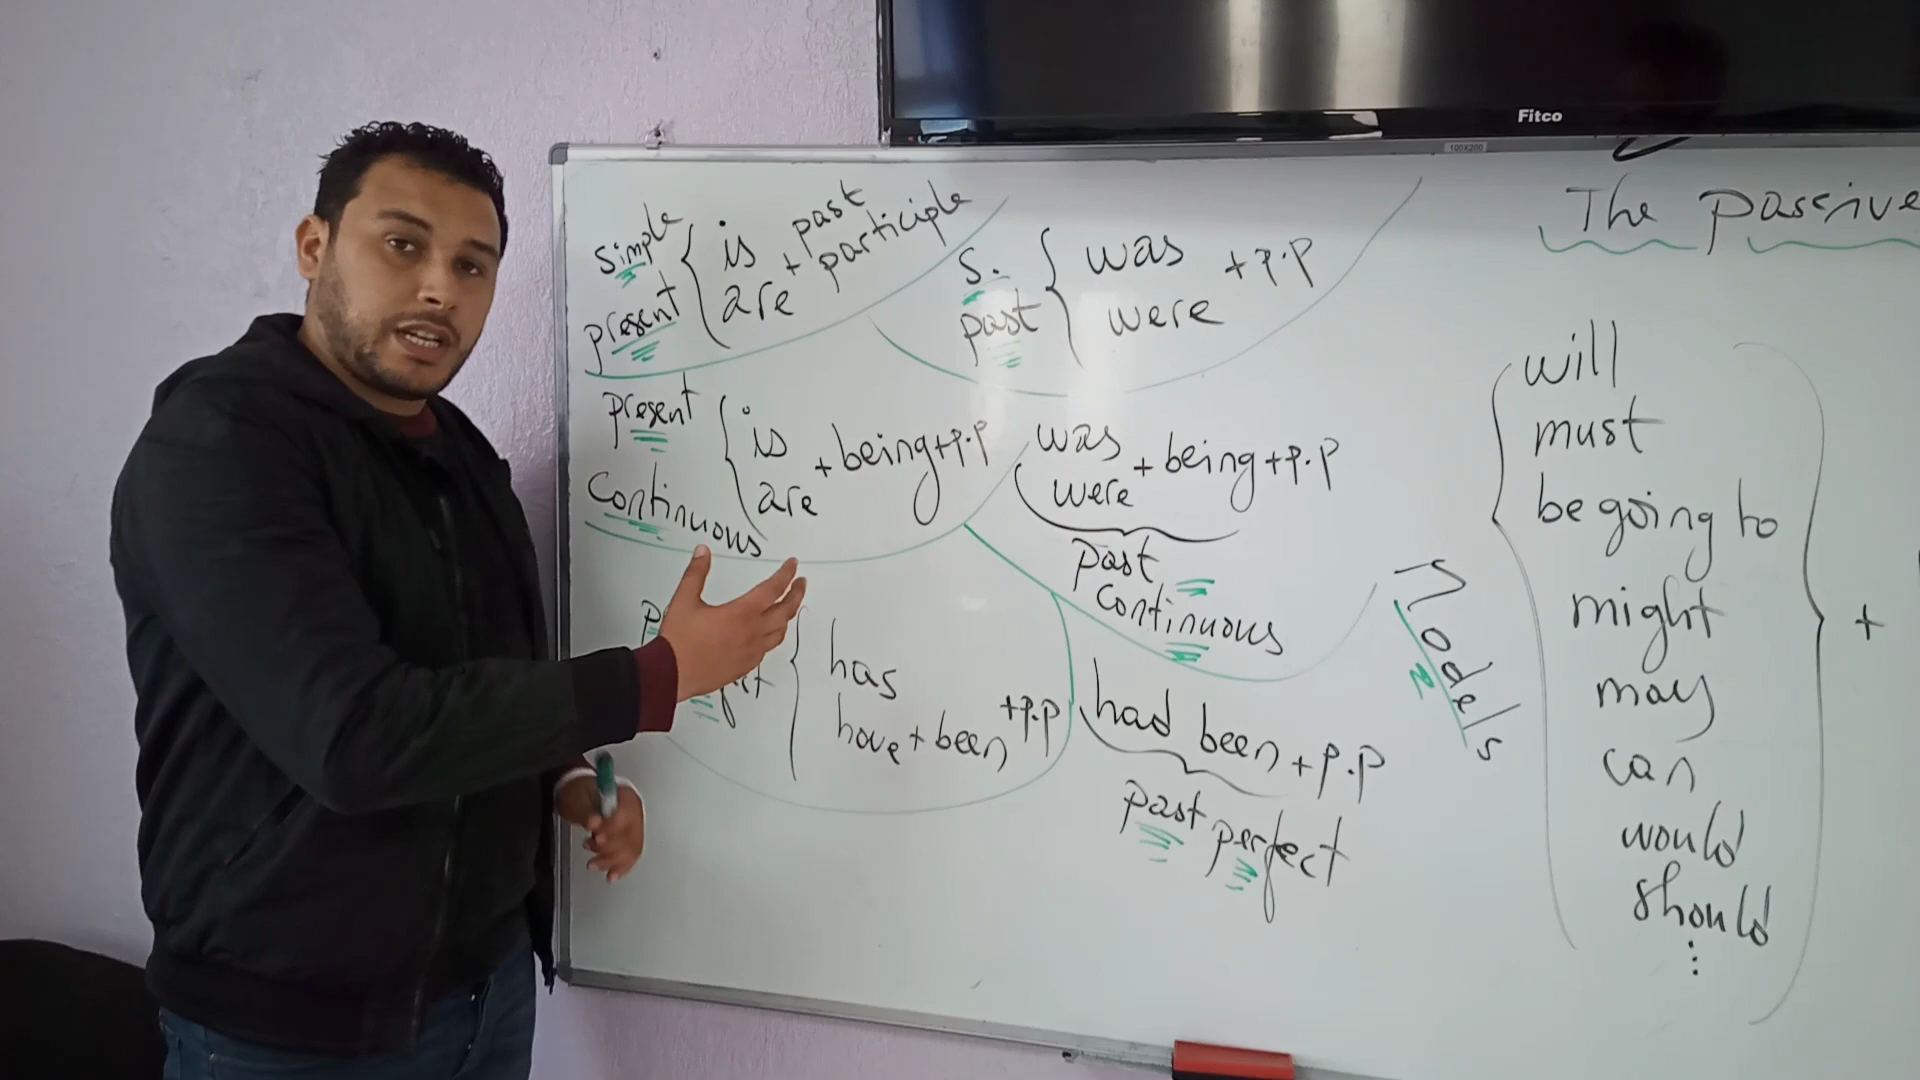 Fitco
100X200
The passive
simple
present
is
are
+
past
participle
s.
past
was
were
+ p.p
present
continuous
is
are
+ being + p.p
was
were
+ being + p.p
past
continuous
has
have + been
+ p.p
had been + p.p
past perfect
Models
will
must
be going to
might
may
can
would
should
...
+